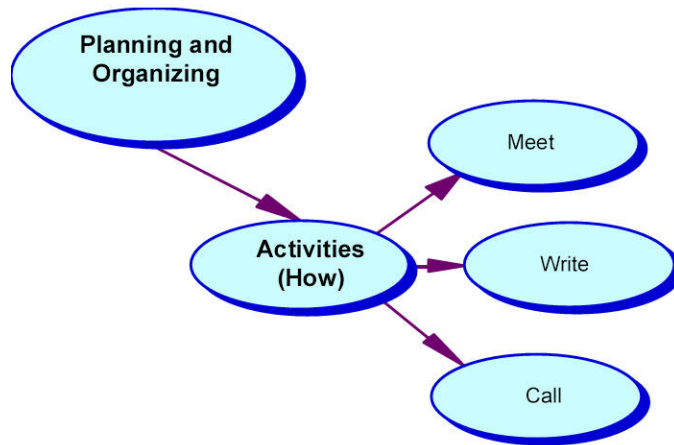 Planning and
Organizing
Meet
Activities
(How)
Write
Call